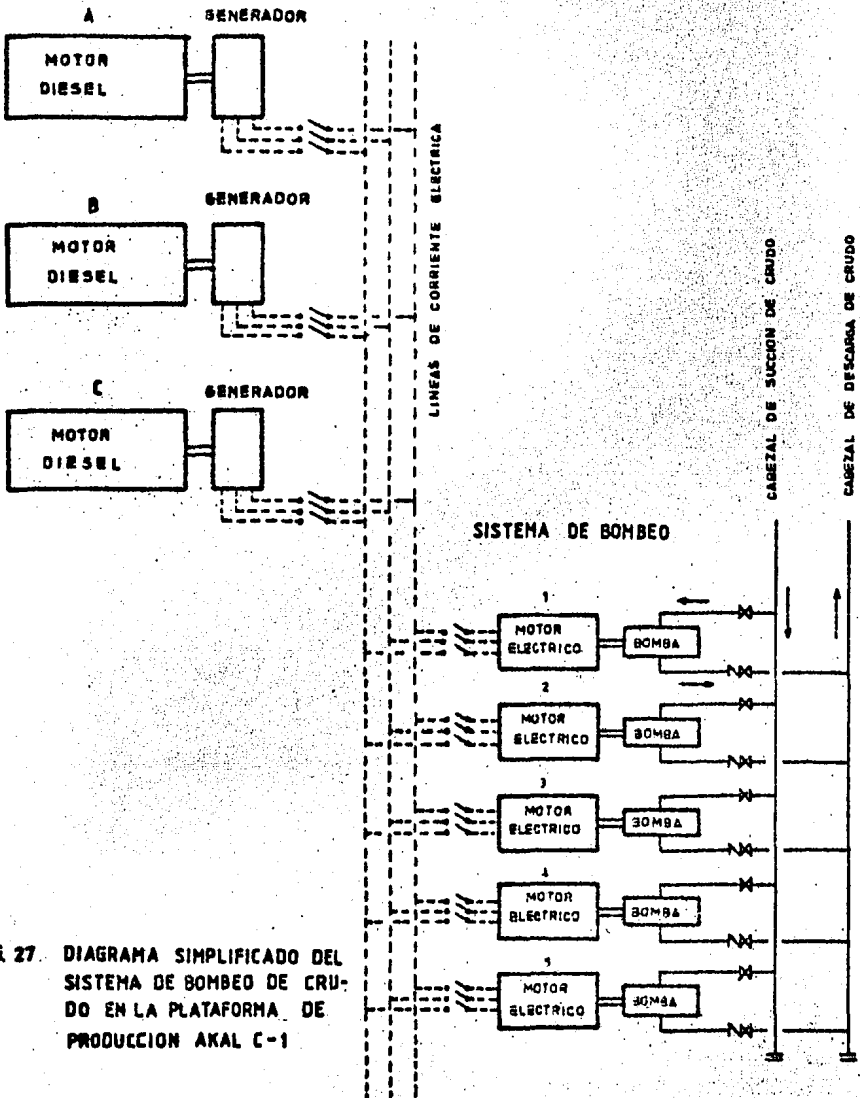 A
GENERADOR
MOTOR
DIESEL
B
GENERADOR
MOTOR
DIESEL
C
GENERADOR
MOTOR
DIESEL
LINEAS DE CORRIENTE ELECTRICA
CABEZAL DE SUCCION DE CRUDO
CABEZAL DE DESCARGA DE CRUDO
SISTEMA DE BOMBEO
1
MOTOR
ELECTRICO
BOMBA
2
MOTOR
ELECTRICO
BOMBA
3
MOTOR
ELECTRICO
BOMBA
4
MOTOR
ELECTRICO
BOMBA
5
MOTOR
ELECTRICO
BOMBA
27. DIAGRAMA SIMPLIFICADO DEL
SISTEMA DE BOMBEO DE CRU-
DO EN LA PLATAFORMA DE
PRODUCCION AKAL C-1